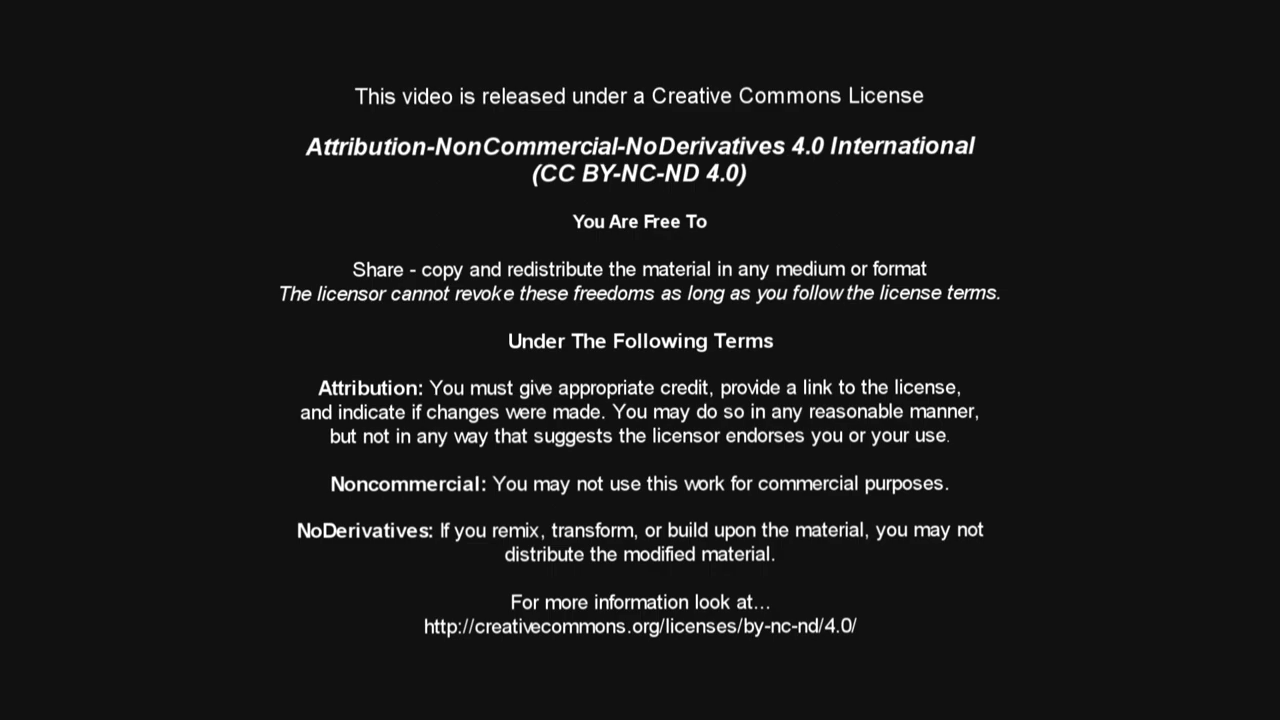 This video is released under a Creative Commons License
Attribution-NonCommercial-NoDerivatives 4.0 International
(CC BY-NC-ND 4.0)
You Are Free To
Share - copy and redistribute the material in any medium or format
The licensor cannot revoke these freedoms as long as you follow the license terms.
Under The Following Terms
Attribution: You must give appropriate credit, provide a link to the license,
and indicate if changes were made. You may do so in any reasonable manner,
but not in any way that suggests the licensor endorses you or your use.
Noncommercial: You may not use this work for commercial purposes.
NoDerivatives: If you remix, transform, or build upon the material, you may not
distribute the modified material.
For more information look at...
http://creativecommons.org/licenses/by-nc-nd/4.0/